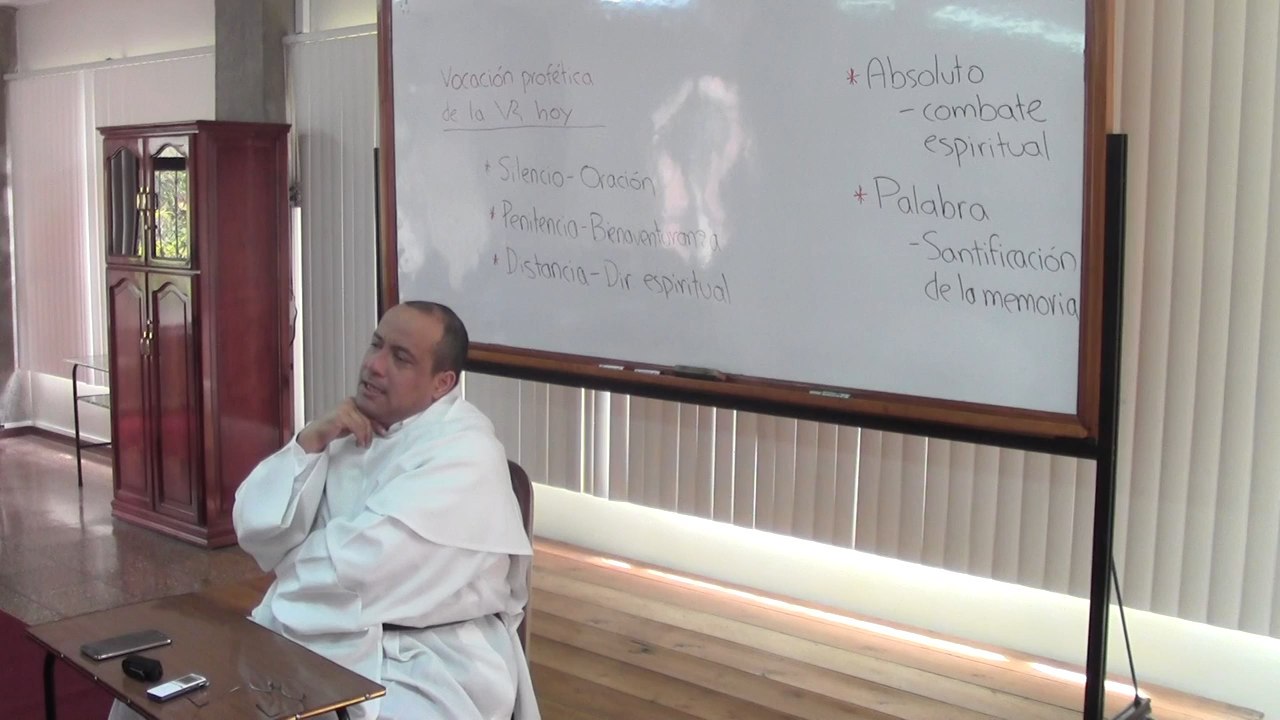 Vocación profética
de la VR hoy
* Silencio-Oración
* Penitencia-Benaventuranza
* Distancia-Dir espiritual
* Absoluto
- combate
espiritual
* Palabra
- Santificación
de la memoria